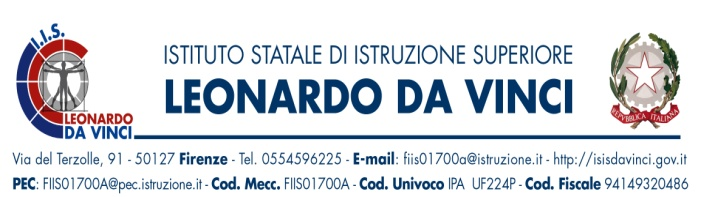 I.I.S.
LEONARDO
DA VINCI
ISTITUTO STATALE DI ISTRUZIONE SUPERIORE
LEONARDO DA VINCI
REPVBBLICA ITALIANA
Via del Terzolle, 91 - 50127 Firenze - Tel. 0554596225 - E-mail: fiis01700a@istruzione.it - http://isisdavinci.gov.it
PEC: FIIS01700A@pec.istruzione.it - Cod. Mecc. FIIS01700A - Cod. Univoco IPA UF224P - Cod. Fiscale 94149320486